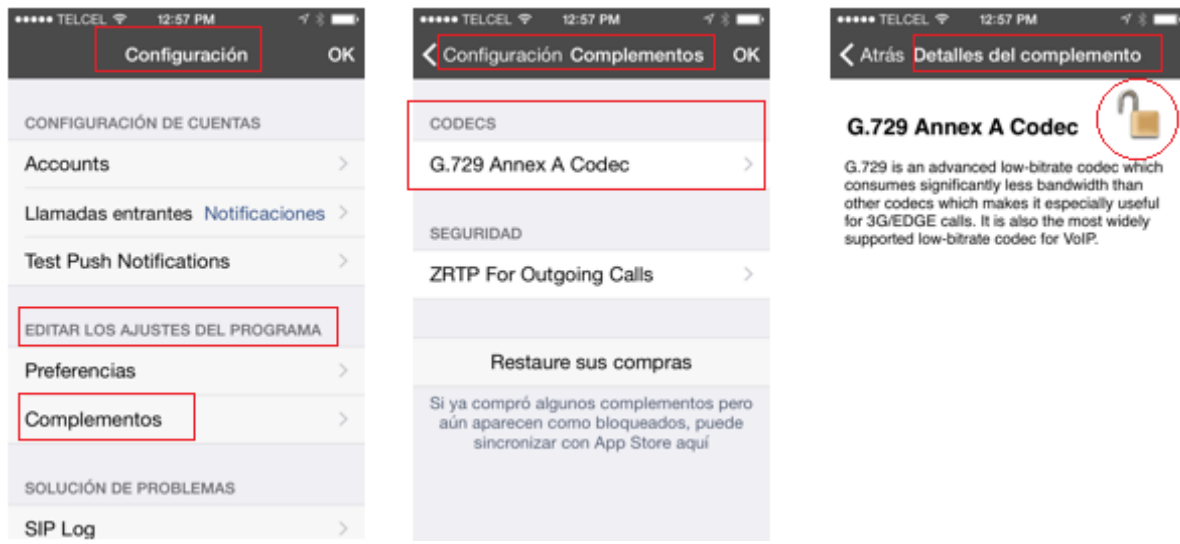 TELCEL 12:57 PM
Configuración OK
CONFIGURACIÓN DE CUENTAS
Accounts
Llamadas entrantes Notificaciones
Test Push Notifications
EDITAR LOS AJUSTES DEL PROGRAMA
Preferencias
Complementos
SOLUCIÓN DE PROBLEMAS
SIP Log
TELCEL 12:57 PM
Configuración Complementos OK
CODECS
G.729 Annex A Codec
SEGURIDAD
ZRTP For Outgoing Calls
Restaure sus compras
Si ya compró algunos complementos pero
aún aparecen como bloqueados, puede
sincronizar con App Store aquí
TELCEL 12:57 PM
Atrás Detalles del complemento
G.729 Annex A Codec
G.729 is an advanced low-bitrate codec which
consumes significantly less bandwidth than
other codecs which makes it especially useful
for 3G/EDGE calls. It is also the most widely
supported low-bitrate codec for VoIP.